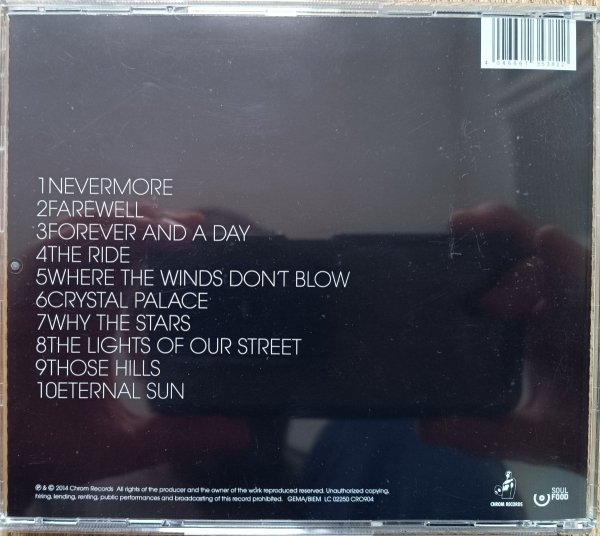 1NEVERMORE
2FAREWELL
3FOREVER AND A DAY
4THE RIDE
5WHERE THE WINDS DON'T BLOW
6CRYSTAL PALACE
7WHY THE STARS
8THE LIGHTS OF OUR STREET
9THOSE HILLS
10ETERNAL SUN
℗ & © 2014 Chrom Records All rights of the producer and the owner of the work reproduced reserved. Unauthorized copying,
hiring, lending, renting, public performances and broadcasting of this record prohibited. GEMA/BIEM LC 02250 CRO904
CHROM RECORDS
SOUL
FOOD